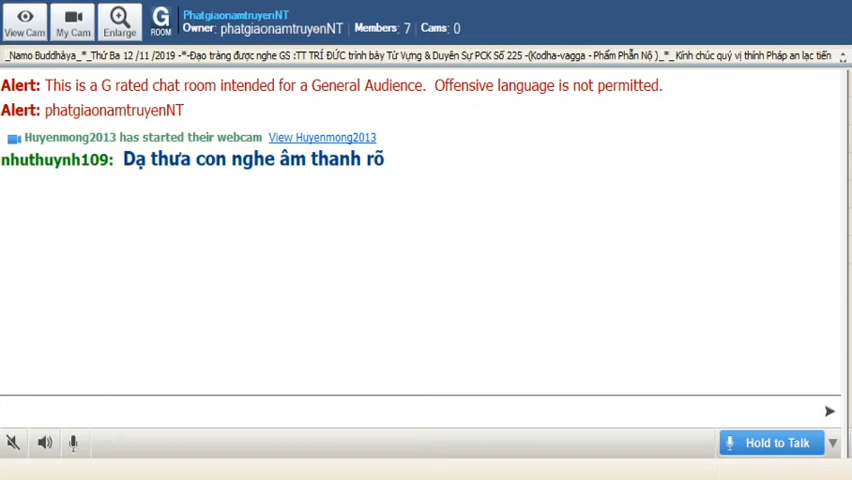 View Cam
My Cam
Enlarge
G
ROOM
PhatgiaonamtruyenNT
Owner: phatgiaonamtruyenNT Members: 7 Cams: 0
_Namo Buddhàya_*_Thứ Ba 12 /11 /2019 -*-Đạo tràng được nghe GS :TT TRÍ ĐỨC trình bày Từ Vựng & Duyên Sự PCK Số 225 -(Kodha-vagga - Phẩm Phẫn Nộ )_*_Kính chúc quý vị thính Pháp an lạc tiến
Alert: This is a G rated chat room intended for a General Audience. Offensive language is not permitted.
Alert: phatgiaonamtruyenNT
Huyenmong2013 has started their webcam View Huyenmong2013
nhuthuynh109: Dạ thưa con nghe âm thanh rõ
Hold to Talk